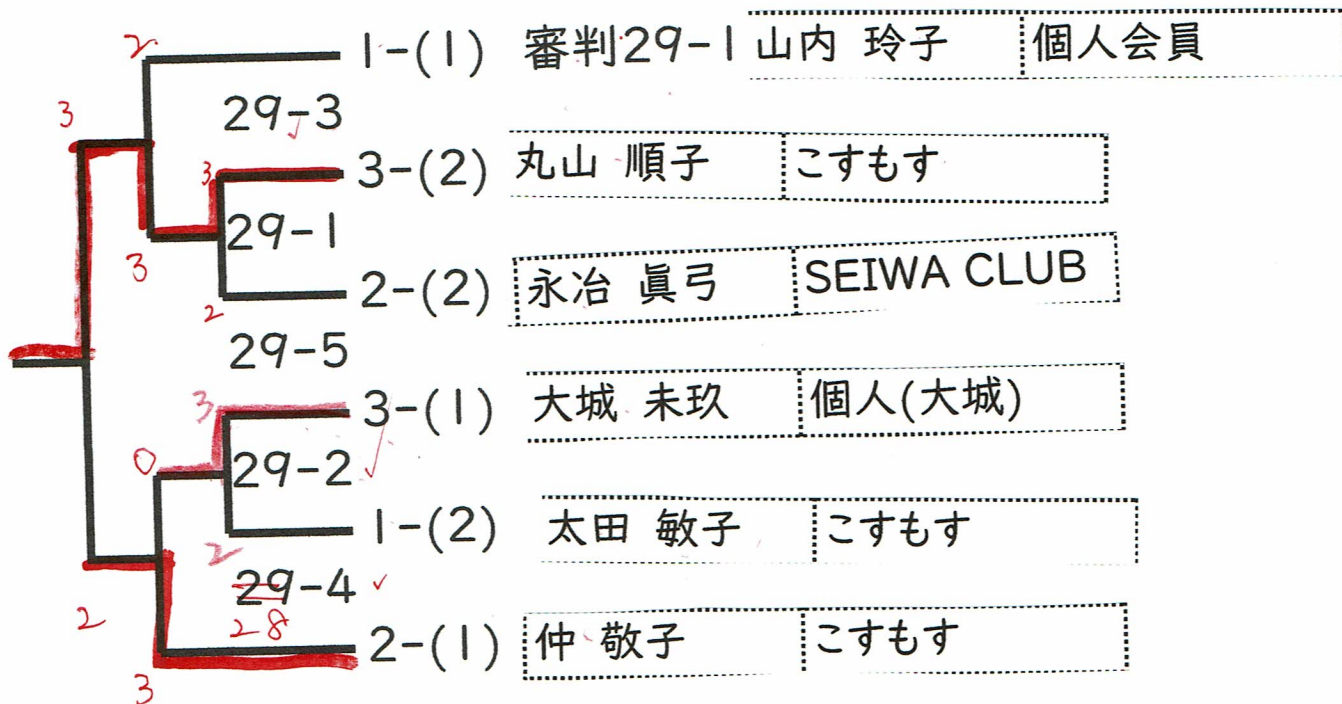 2
1-(1) 審判29-1 山内 玲子 個人会員
3
29-3
3
3-(2) 丸山 順子 こすもす
29-1
3
2-(2) 永冶 眞弓 SEIWA CLUB
2
29-5
3
3-(1) 大城 未玖 個人(大城)
0
29-2
1-(2) 太田 敏子 こすもす
2
29-4
2
28
2-(1) 仲 敬子 こすもす
3